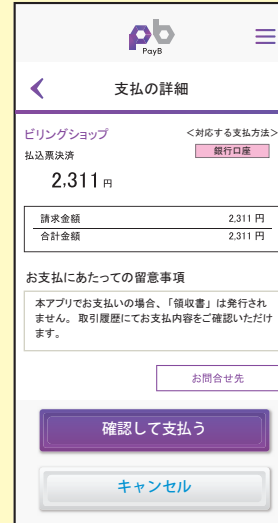 pb
PayB
支払の詳細
ビリングショップ
<対応する支払方法>
払込票決済
銀行口座
2,311 円
請求金額 2,311 円
合計金額 2,311 円
お支払にあたっての留意事項
本アプリでお支払いの場合、「領収書」は発行され
ません。取引履歴にてお支払内容をご確認いただけ
ます。
お問合せ先
確認して支払う
キャンセル